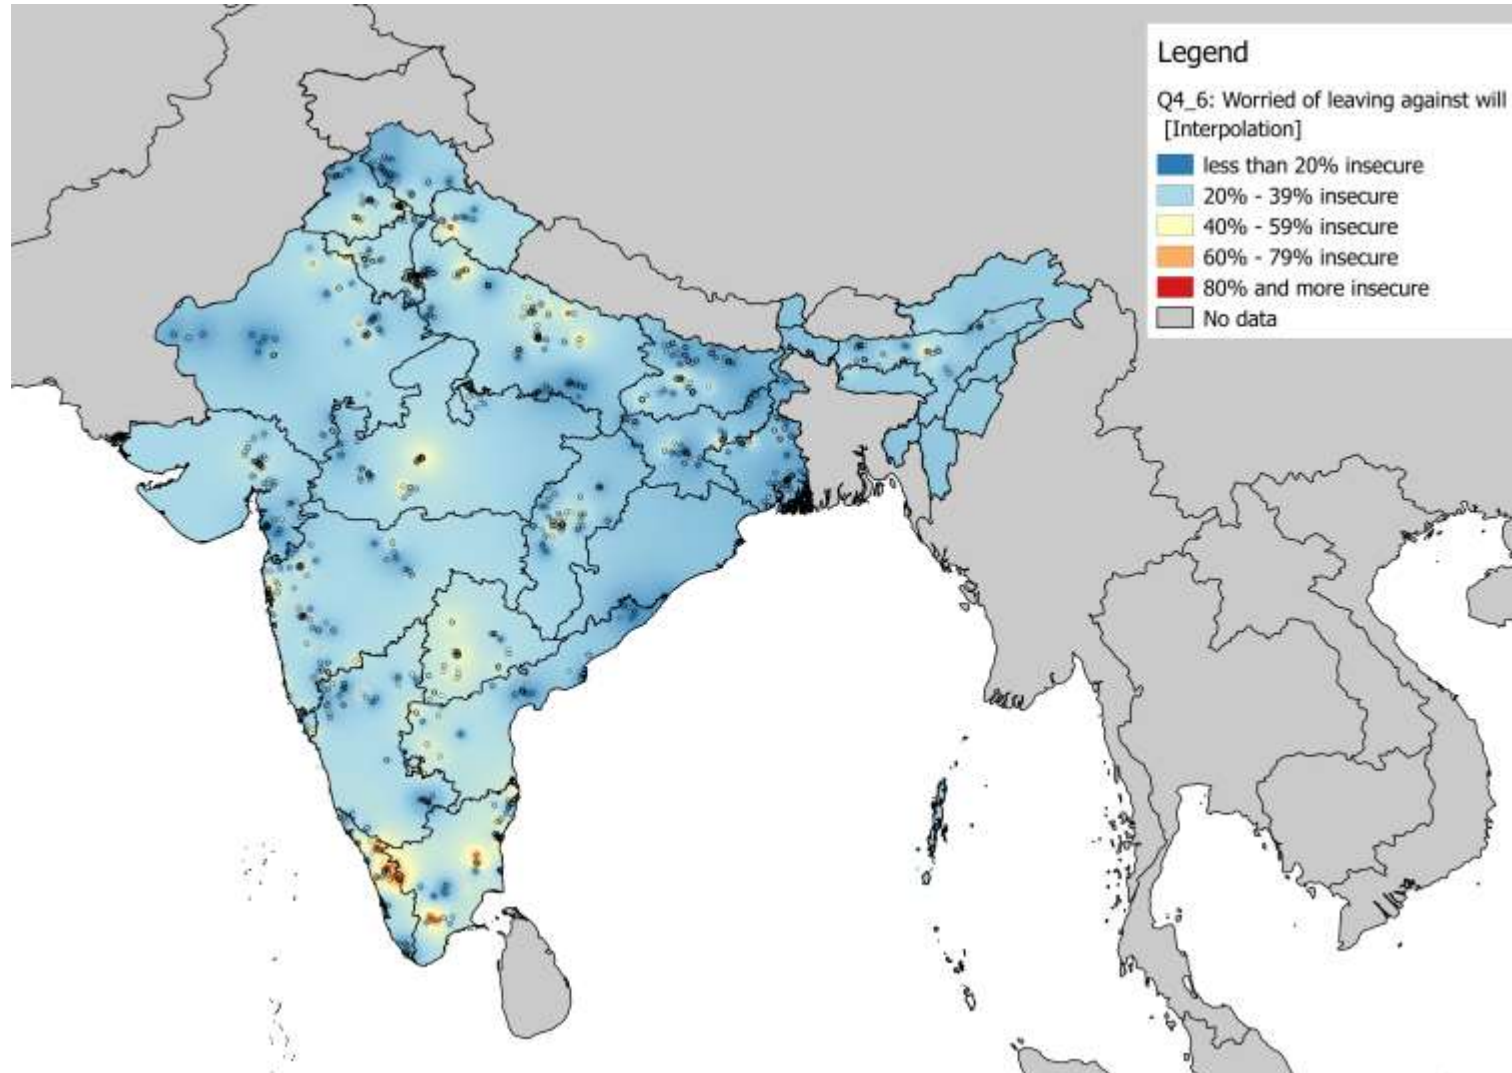 Legend
Q4_6: Worried of leaving against will
[Interpolation]
less than 20% insecure
20% - 39% insecure
40% - 59% insecure
60% - 79% insecure
80% and more insecure
No data